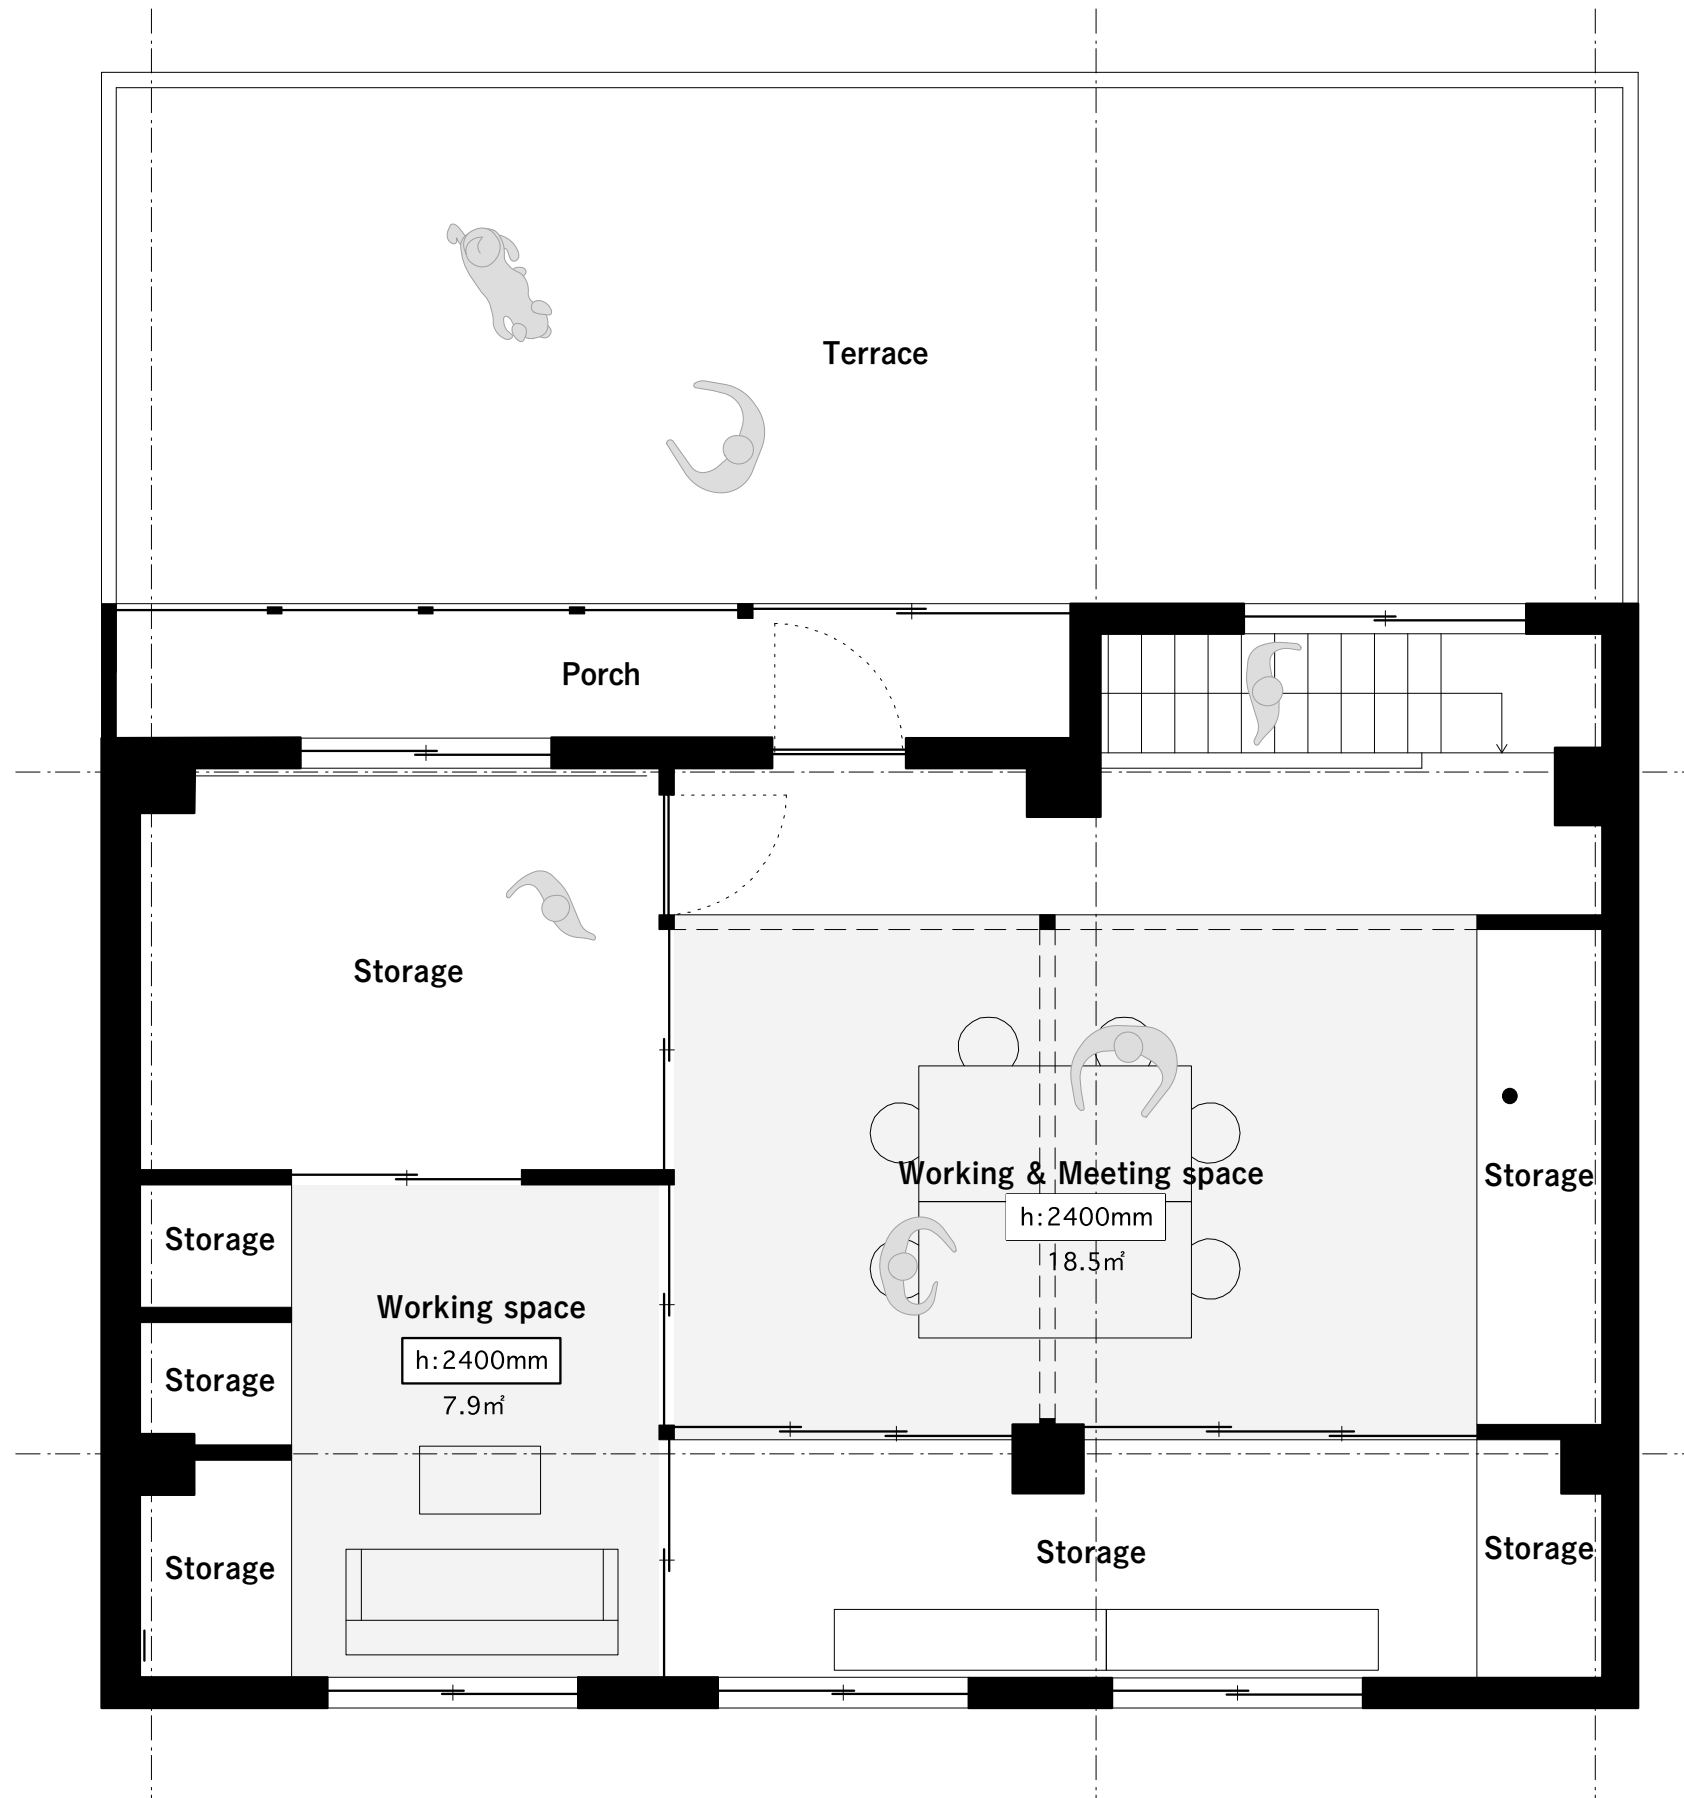 Terrace
Porch
Storage
Working & Meeting space
h:2400mm
18.5㎡
Storage
Storage
Working space
h:2400mm
7.9㎡
Storage
Storage
Storage
Storage